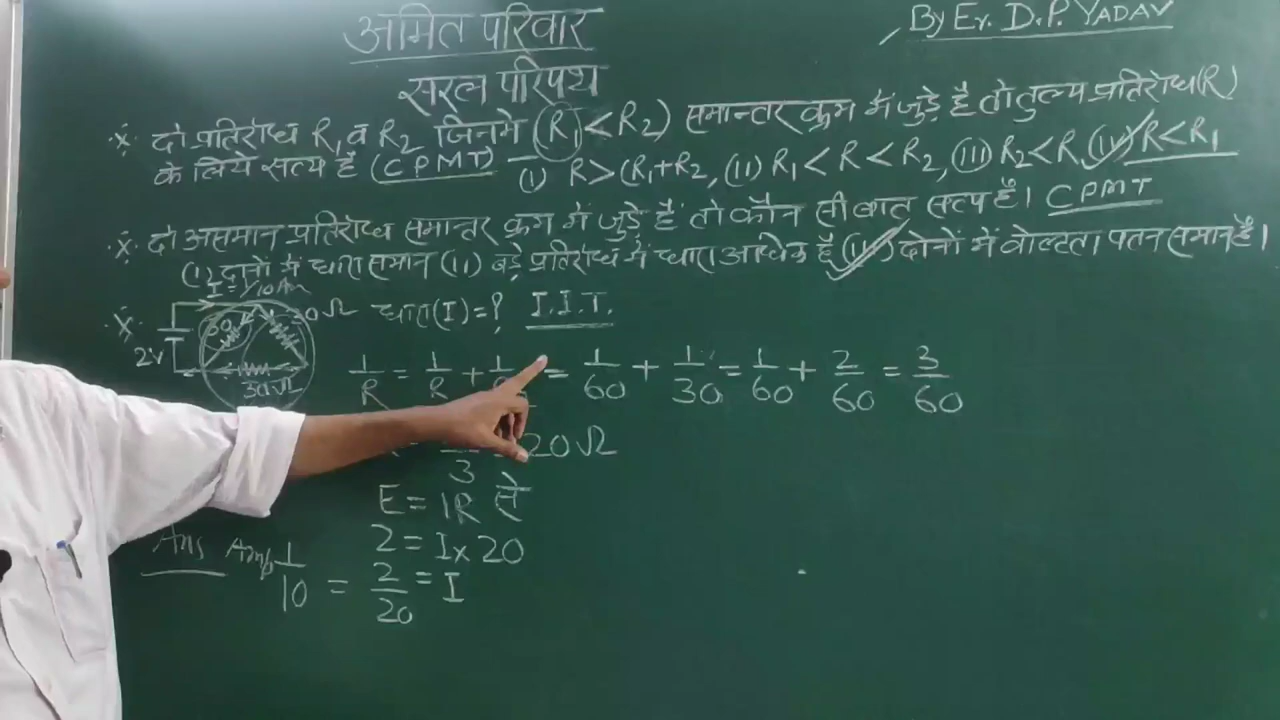 अमित परिवार
By Er. D.P. YADAV
सरल परिपथ
* दो प्रतिरोध R₁ व R₂ जिनमे (R₁ < R₂) समान्तर क्रम में जुड़े है तो तुल्य प्रतिरोध (R)
के लिये सत्य है (CPMT) (I) R > (R₁+R₂, (II) R₁ < R < R₂, (III) R₂ < R, (IV) R < R₁
* दो असमान प्रतिरोध समान्तर क्रम में जुड़े हैं तो कौन सी बात सत्य है। CPMT
(I) दोनों में धारा समान (II) बड़े प्रतिरोध में धारा अधिक है (III) दोनों में वोल्टता पतन समान है।
I = 1/10 Am
* 2V 30Ω 30Ω धारा (I) = ? I.I.T.
1/R = 1/R + 1/ = 1/60 + 1/30 = 1/60 + 2/60 = 3/60
3 20Ω
E = IR से
2 = I × 20
Ans Amp 1/10 = 2/20 = I